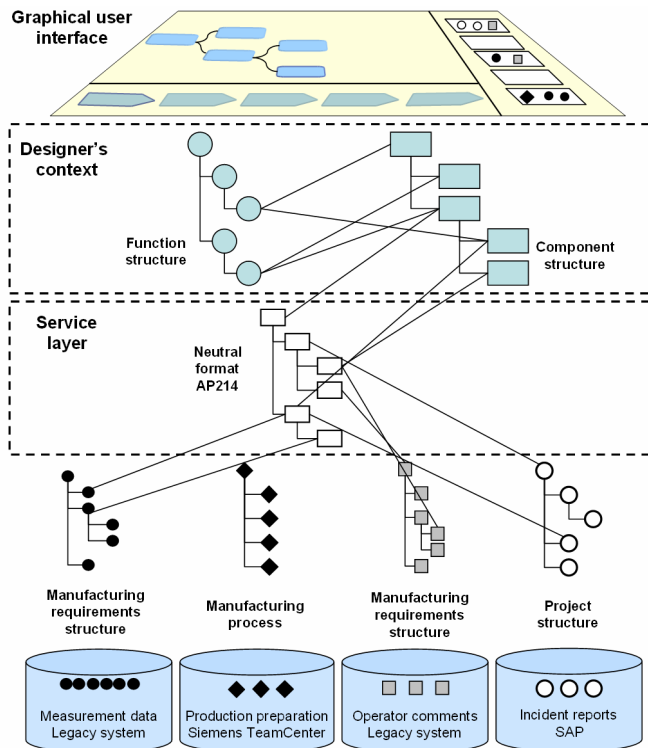 Graphical user
interface
Designer's
context
Function
structure
Component
structure
Service
layer
Neutral
format
AP214
Manufacturing
requirements
structure
Manufacturing
process
Manufacturing
requirements
structure
Project
structure
Measurement data
Legacy system
Production preparation
Siemens TeamCenter
Operator comments
Legacy system
Incident reports
SAP